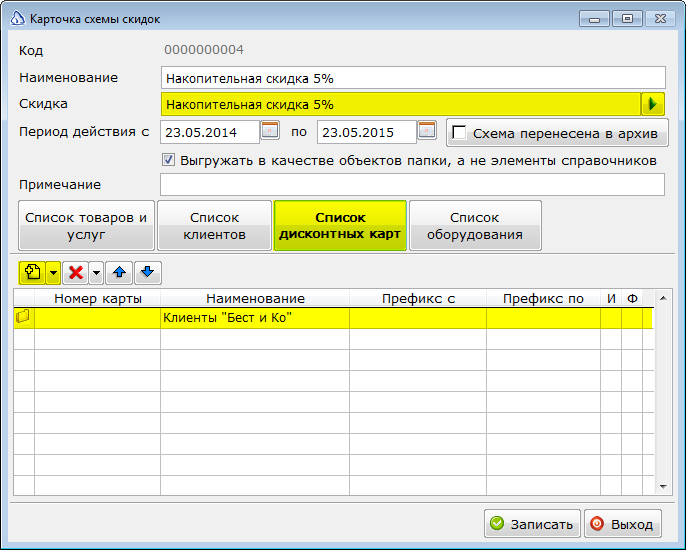 Карточка схемы скидок
Код 0000000004
Наименование Накопительная скидка 5%
Скидка Накопительная скидка 5%
Период действия с 23.05.2014 по 23.05.2015 Схема перенесена в архив
Выгружать в качестве объектов папки, а не элементы справочников
Примечание
Список товаров и услуг
Список клиентов
Список дисконтных карт
Список оборудования
Номер карты Наименование Префикс с Префикс по И Ф
Клиенты "Бест и Ко"
Записать Выход